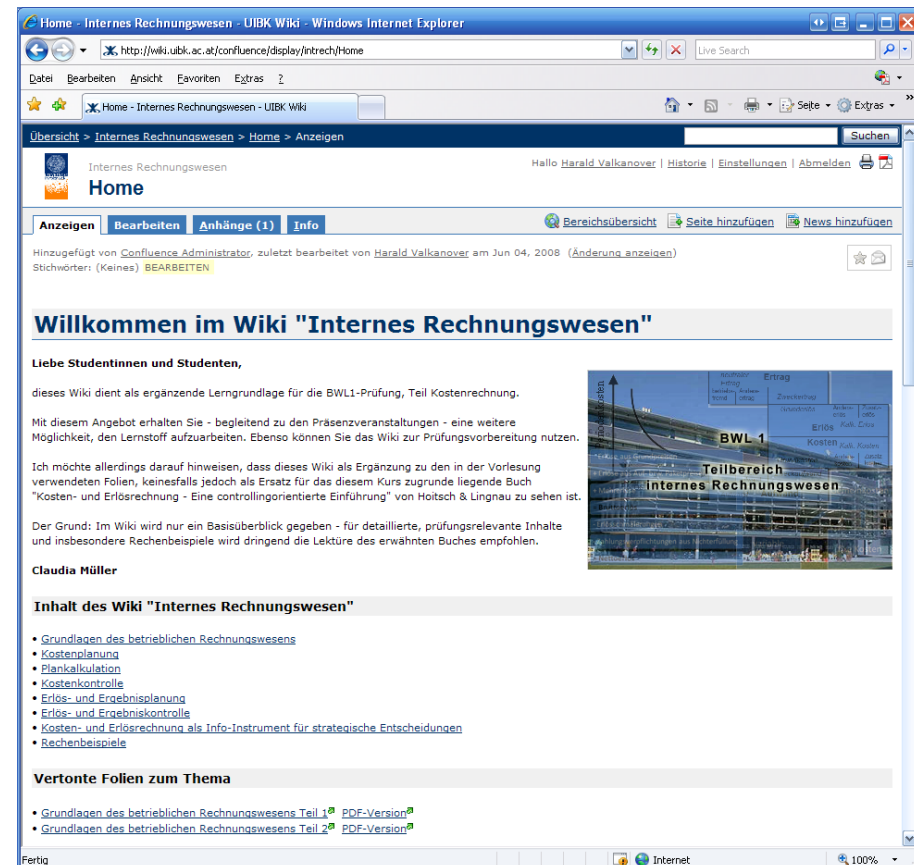 Home - Internes Rechnungswesen - UIBK Wiki - Windows Internet Explorer
http://wiki.uibk.ac.at/confluence/display/intrech/Home
Live Search
Datei Bearbeiten Ansicht Favoriten Extras ?
Home - Internes Rechnungswesen - UIBK Wiki
Seite Extras »
Übersicht > Internes Rechnungswesen > Home > Anzeigen
Suchen
Internes Rechnungswesen
Hallo Harald Valkanover | Historie | Einstellungen | Abmelden
Home
Anzeigen Bearbeiten Anhänge (1) Info
Bereichsübersicht Seite hinzufügen News hinzufügen
Hinzugefügt von Confluence Administrator, zuletzt bearbeitet von Harald Valkanover am Jun 04, 2008 (Änderung anzeigen)
Stichwörter: (Keines) BEARBEITEN
Willkommen im Wiki "Internes Rechnungswesen"
Liebe Studentinnen und Studenten,
dieses Wiki dient als ergänzende Lerngrundlage für die BWL1-Prüfung, Teil Kostenrechnung.
Mit diesem Angebot erhalten Sie - begleitend zu den Präsenzveranstaltungen - eine weitere
Möglichkeit, den Lernstoff aufzuarbeiten. Ebenso können Sie das Wiki zur Prüfungsvorbereitung nutzen.
Ich möchte allerdings darauf hinweisen, dass dieses Wiki als Ergänzung zu den in der Vorlesung
verwendeten Folien, keinesfalls jedoch als Ersatz für das diesem Kurs zugrunde liegende Buch
"Kosten- und Erlösrechnung - Eine controllingorientierte Einführung" von Hoitsch & Lingnau zu sehen ist.
Der Grund: Im Wiki wird nur ein Basisüberblick gegeben - für detaillierte, prüfungsrelevante Inhalte
und insbesondere Rechenbeispiele wird dringend die Lektüre des erwähnten Buches empfohlen.
Claudia Müller
Ertrag
Zweckertrag
Erlös Kalk. Erlös
Kosten Kalk. Kosten
BWL 1
Teilbereich
internes Rechnungswesen
Inhalt des Wiki "Internes Rechnungswesen"
• Grundlagen des betrieblichen Rechnungswesens
• Kostenplanung
• Plankalkulation
• Kostenkontrolle
• Erlös- und Ergebnisplanung
• Erlös- und Ergebniskontrolle
• Kosten- und Erlösrechnung als Info-Instrument für strategische Entscheidungen
• Rechenbeispiele
Vertonte Folien zum Thema
• Grundlagen des betrieblichen Rechnungswesens Teil 1 PDF-Version
• Grundlagen des betrieblichen Rechnungswesens Teil 2 PDF-Version
Fertig
Internet
100%